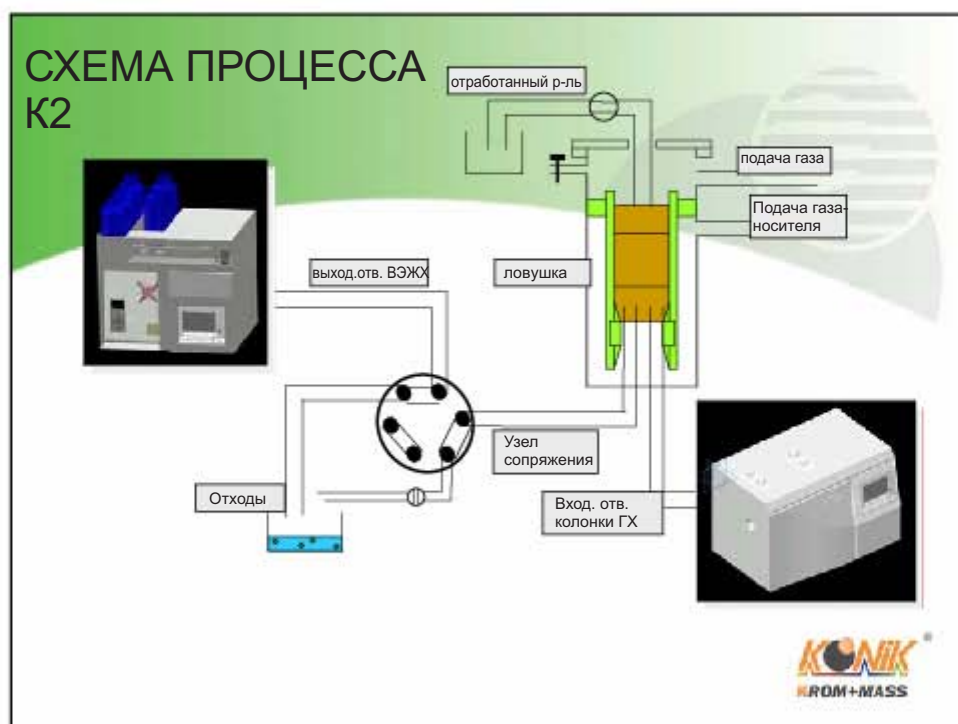 СХЕМА ПРОЦЕССА
К2
отработанный р-ль
подача газа
Подача газа-
носителя
выход.отв. ВЭЖХ
ловушка
Узел
сопряжения
Отходы
Вход. отв.
колонки ГХ
KONIK®
KROM+MASS